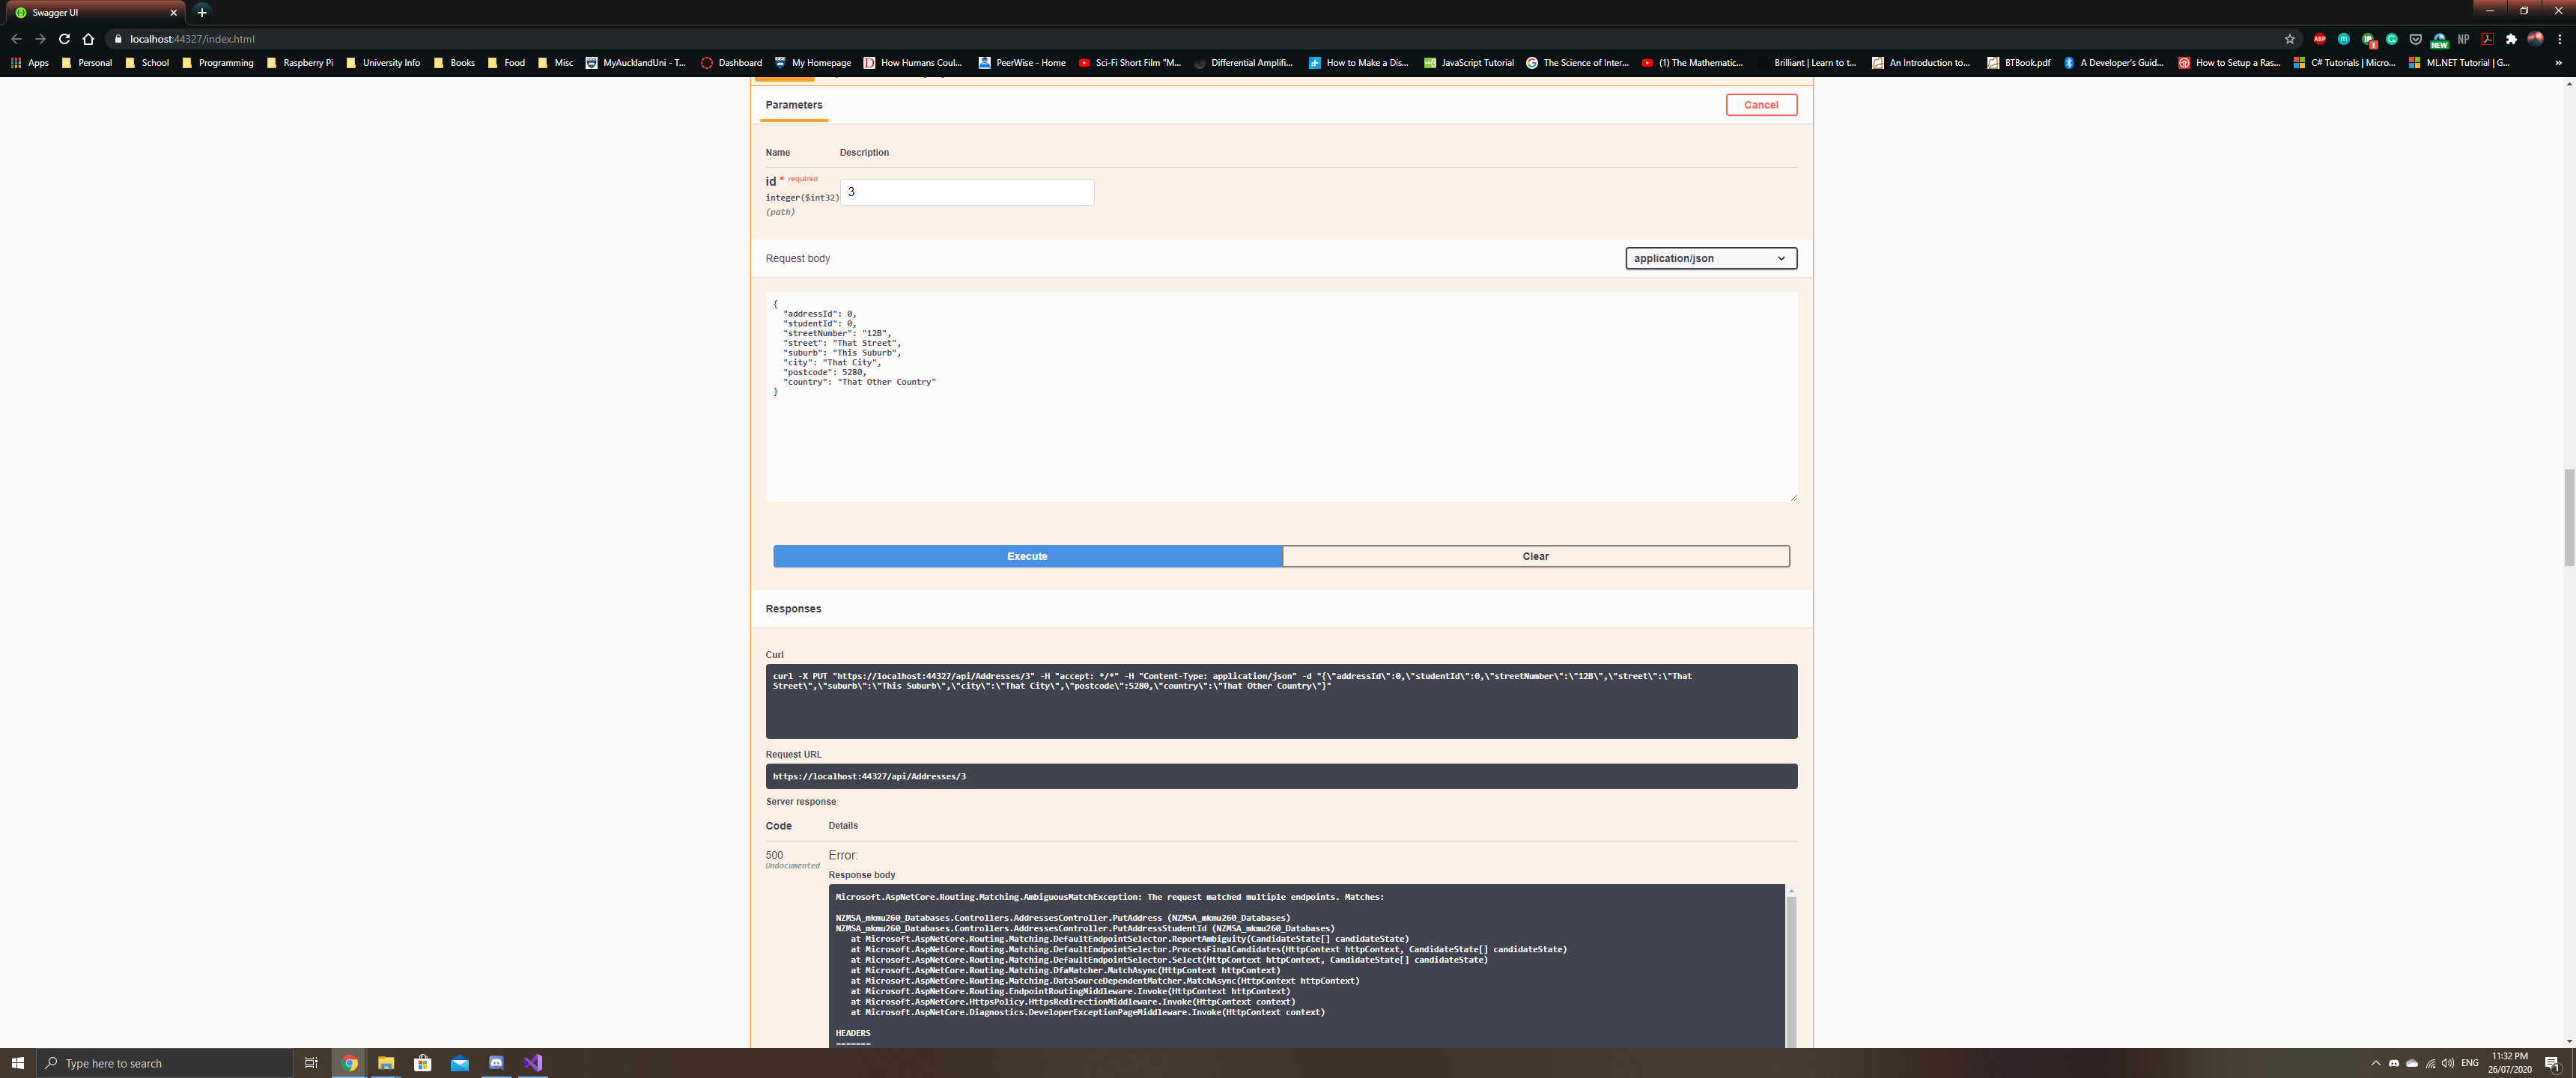 Swagger UI
localhost:44327/index.html
ABP
m
1
NEW
NP
Apps Personal School Programming Raspberry Pi University Info Books Food Misc MyAucklandUni - T... Dashboard My Homepage How Humans Coul... PeerWise - Home Sci-Fi Short Film "M... Differential Amplifi... How to Make a Dis... JavaScript Tutorial The Science of Inter... (1) The Mathematic... Brilliant | Learn to t... An Introduction to... BTBook.pdf A Developer's Guid... How to Setup a Ras... C# Tutorials | Micro... ML.NET Tutorial | G... »
Parameters
Cancel
Name Description
id * required
integer($int32)
(path)
3
Request body
application/json
{
"addressId": 0,
"studentId": 0,
"streetNumber": "12B",
"street": "That Street",
"suburb": "This Suburb",
"city": "That City",
"postcode": 5280,
"country": "That Other Country"
}
Execute
Clear
Responses
Curl
curl -X PUT "https://localhost:44327/api/Addresses/3" -H "accept: */*" -H "Content-Type: application/json" -d "{\"addressId\":0,\"studentId\":0,\"streetNumber\":\"12B\",\"street\":\"That
Street\",\"suburb\":\"This Suburb\",\"city\":\"That City\",\"postcode\":5280,\"country\":\"That Other Country\"}"
Request URL
https://localhost:44327/api/Addresses/3
Server response
Code Details
500
Undocumented
Error:
Response body
Microsoft.AspNetCore.Routing.Matching.AmbiguousMatchException: The request matched multiple endpoints. Matches:
NZMSA_mkmu260_Databases.Controllers.AddressesController.PutAddress (NZMSA_mkmu260_Databases)
NZMSA_mkmu260_Databases.Controllers.AddressesController.PutAddressStudentId (NZMSA_mkmu260_Databases)
at Microsoft.AspNetCore.Routing.Matching.DefaultEndpointSelector.ReportAmbiguity(CandidateState[] candidateState)
at Microsoft.AspNetCore.Routing.Matching.DefaultEndpointSelector.ProcessFinalCandidates(HttpContext httpContext, CandidateState[] candidateState)
at Microsoft.AspNetCore.Routing.Matching.DefaultEndpointSelector.Select(HttpContext httpContext, CandidateState[] candidateState)
at Microsoft.AspNetCore.Routing.Matching.DfaMatcher.MatchAsync(HttpContext httpContext)
at Microsoft.AspNetCore.Routing.Matching.DataSourceDependentMatcher.MatchAsync(HttpContext httpContext)
at Microsoft.AspNetCore.Routing.EndpointRoutingMiddleware.Invoke(HttpContext httpContext)
at Microsoft.AspNetCore.HttpsPolicy.HttpsRedirectionMiddleware.Invoke(HttpContext context)
at Microsoft.AspNetCore.Diagnostics.DeveloperExceptionPageMiddleware.Invoke(HttpContext context)
HEADERS
=======
Type here to search
ENG
11:32 PM
26/07/2020
1